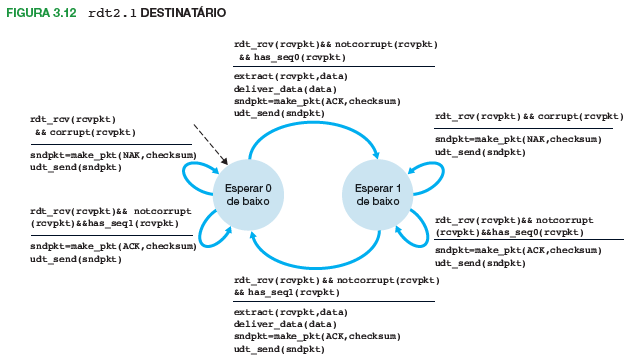 FIGURA 3.12 rdt2.1 DESTINATÁRIO
rdt_rcv(rcvpkt)&& notcorrupt(rcvpkt)
&& has_seq0(rcvpkt)
extract(rcvpkt,data)
deliver_data(data)
sndpkt=make_pkt(ACK,checksum)
udt_send(sndpkt)
rdt_rcv(rcvpkt)
&& corrupt(rcvpkt)
sndpkt=make_pkt(NAK,checksum)
udt_send(sndpkt)
rdt_rcv(rcvpkt)&& corrupt(rcvpkt)
sndpkt=make_pkt(NAK,checksum)
udt_send(sndpkt)
Esperar 0
de baixo
Esperar 1
de baixo
rdt_rcv(rcvpkt)&& notcorrupt
(rcvpkt)&&has_seq1(rcvpkt)
sndpkt=make_pkt(ACK,checksum)
udt_send(sndpkt)
rdt_rcv(rcvpkt)&& notcorrupt
(rcvpkt)&&has_seq0(rcvpkt)
sndpkt=make_pkt(ACK,checksum)
udt_send(sndpkt)
rdt_rcv(rcvpkt)&& notcorrupt(rcvpkt)
&& has_seq1(rcvpkt)
extract(rcvpkt,data)
deliver_data(data)
sndpkt=make_pkt(ACK,checksum)
udt_send(sndpkt)